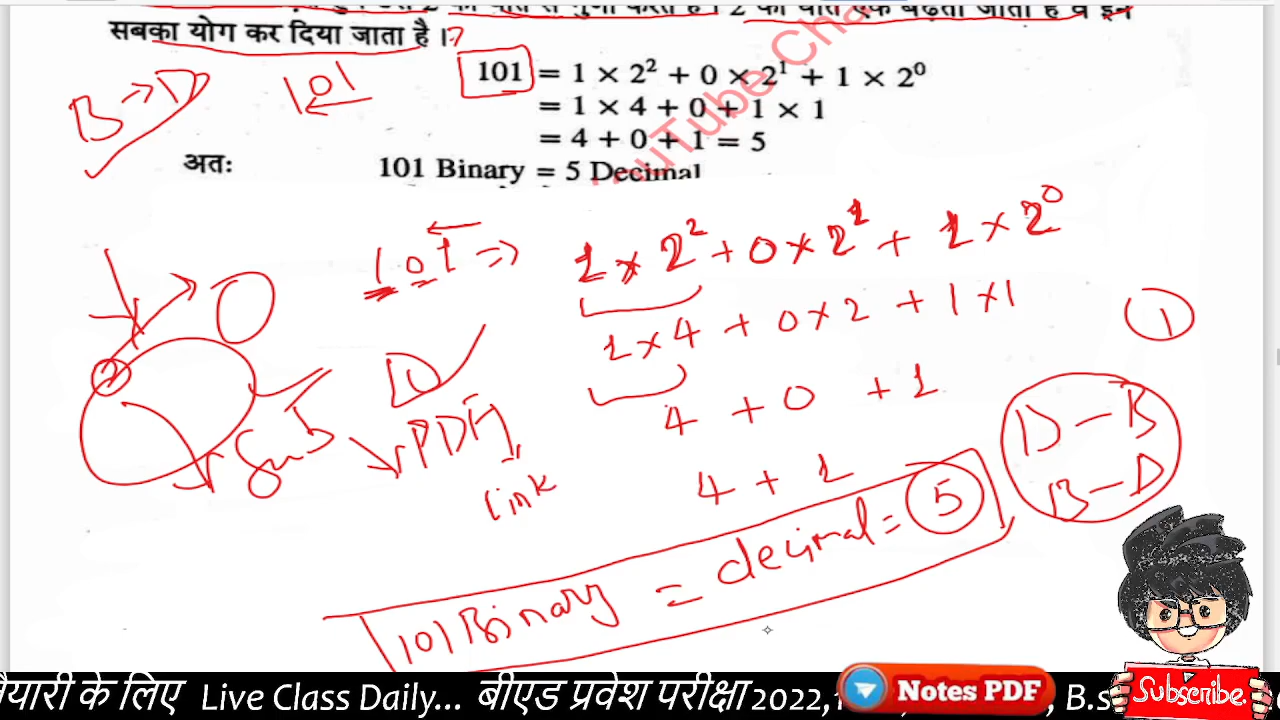 सबका योग कर दिया जाता है ।
101 = 1 × 2² + 0 × 2¹ + 1 × 2⁰
= 1 × 4 + 0 + 1 × 1
= 4 + 0 + 1 = 5
अतः 101 Binary = 5 Decimal
B → D
101
101 ⇒ 1 × 2² + 0 × 2¹ + 1 × 2⁰
1 × 4 + 0 × 2 + 1 × 1
4 + 0 + 1
4 + 1
101 Binary = decimal = 5
1
D – B
B – D
Sub
PDF
link
YouTube
के लिए Live Class Daily... बीएड प्रवेश परीक्षा 2022,
Notes PDF
Subscribe